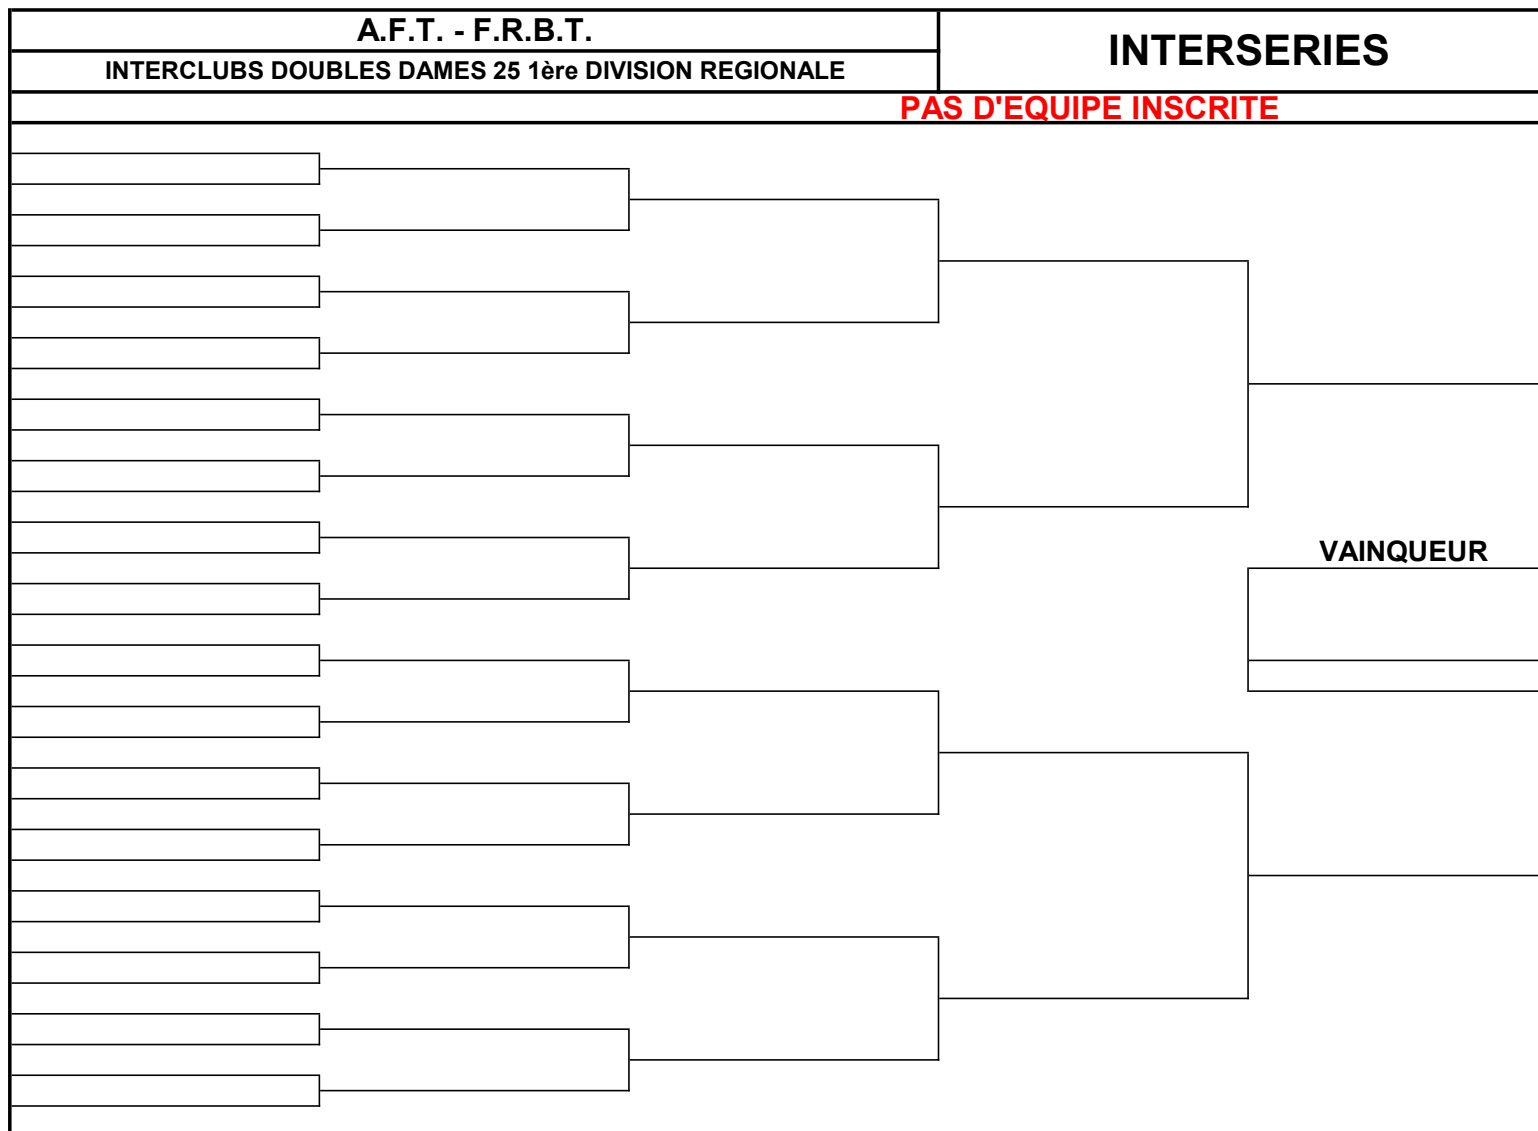 A.F.T. - F.R.B.T.
INTERCLUBS DOUBLES DAMES 25 1ère DIVISION REGIONALE
INTERSERIES
PAS D'EQUIPE INSCRITE
VAINQUEUR